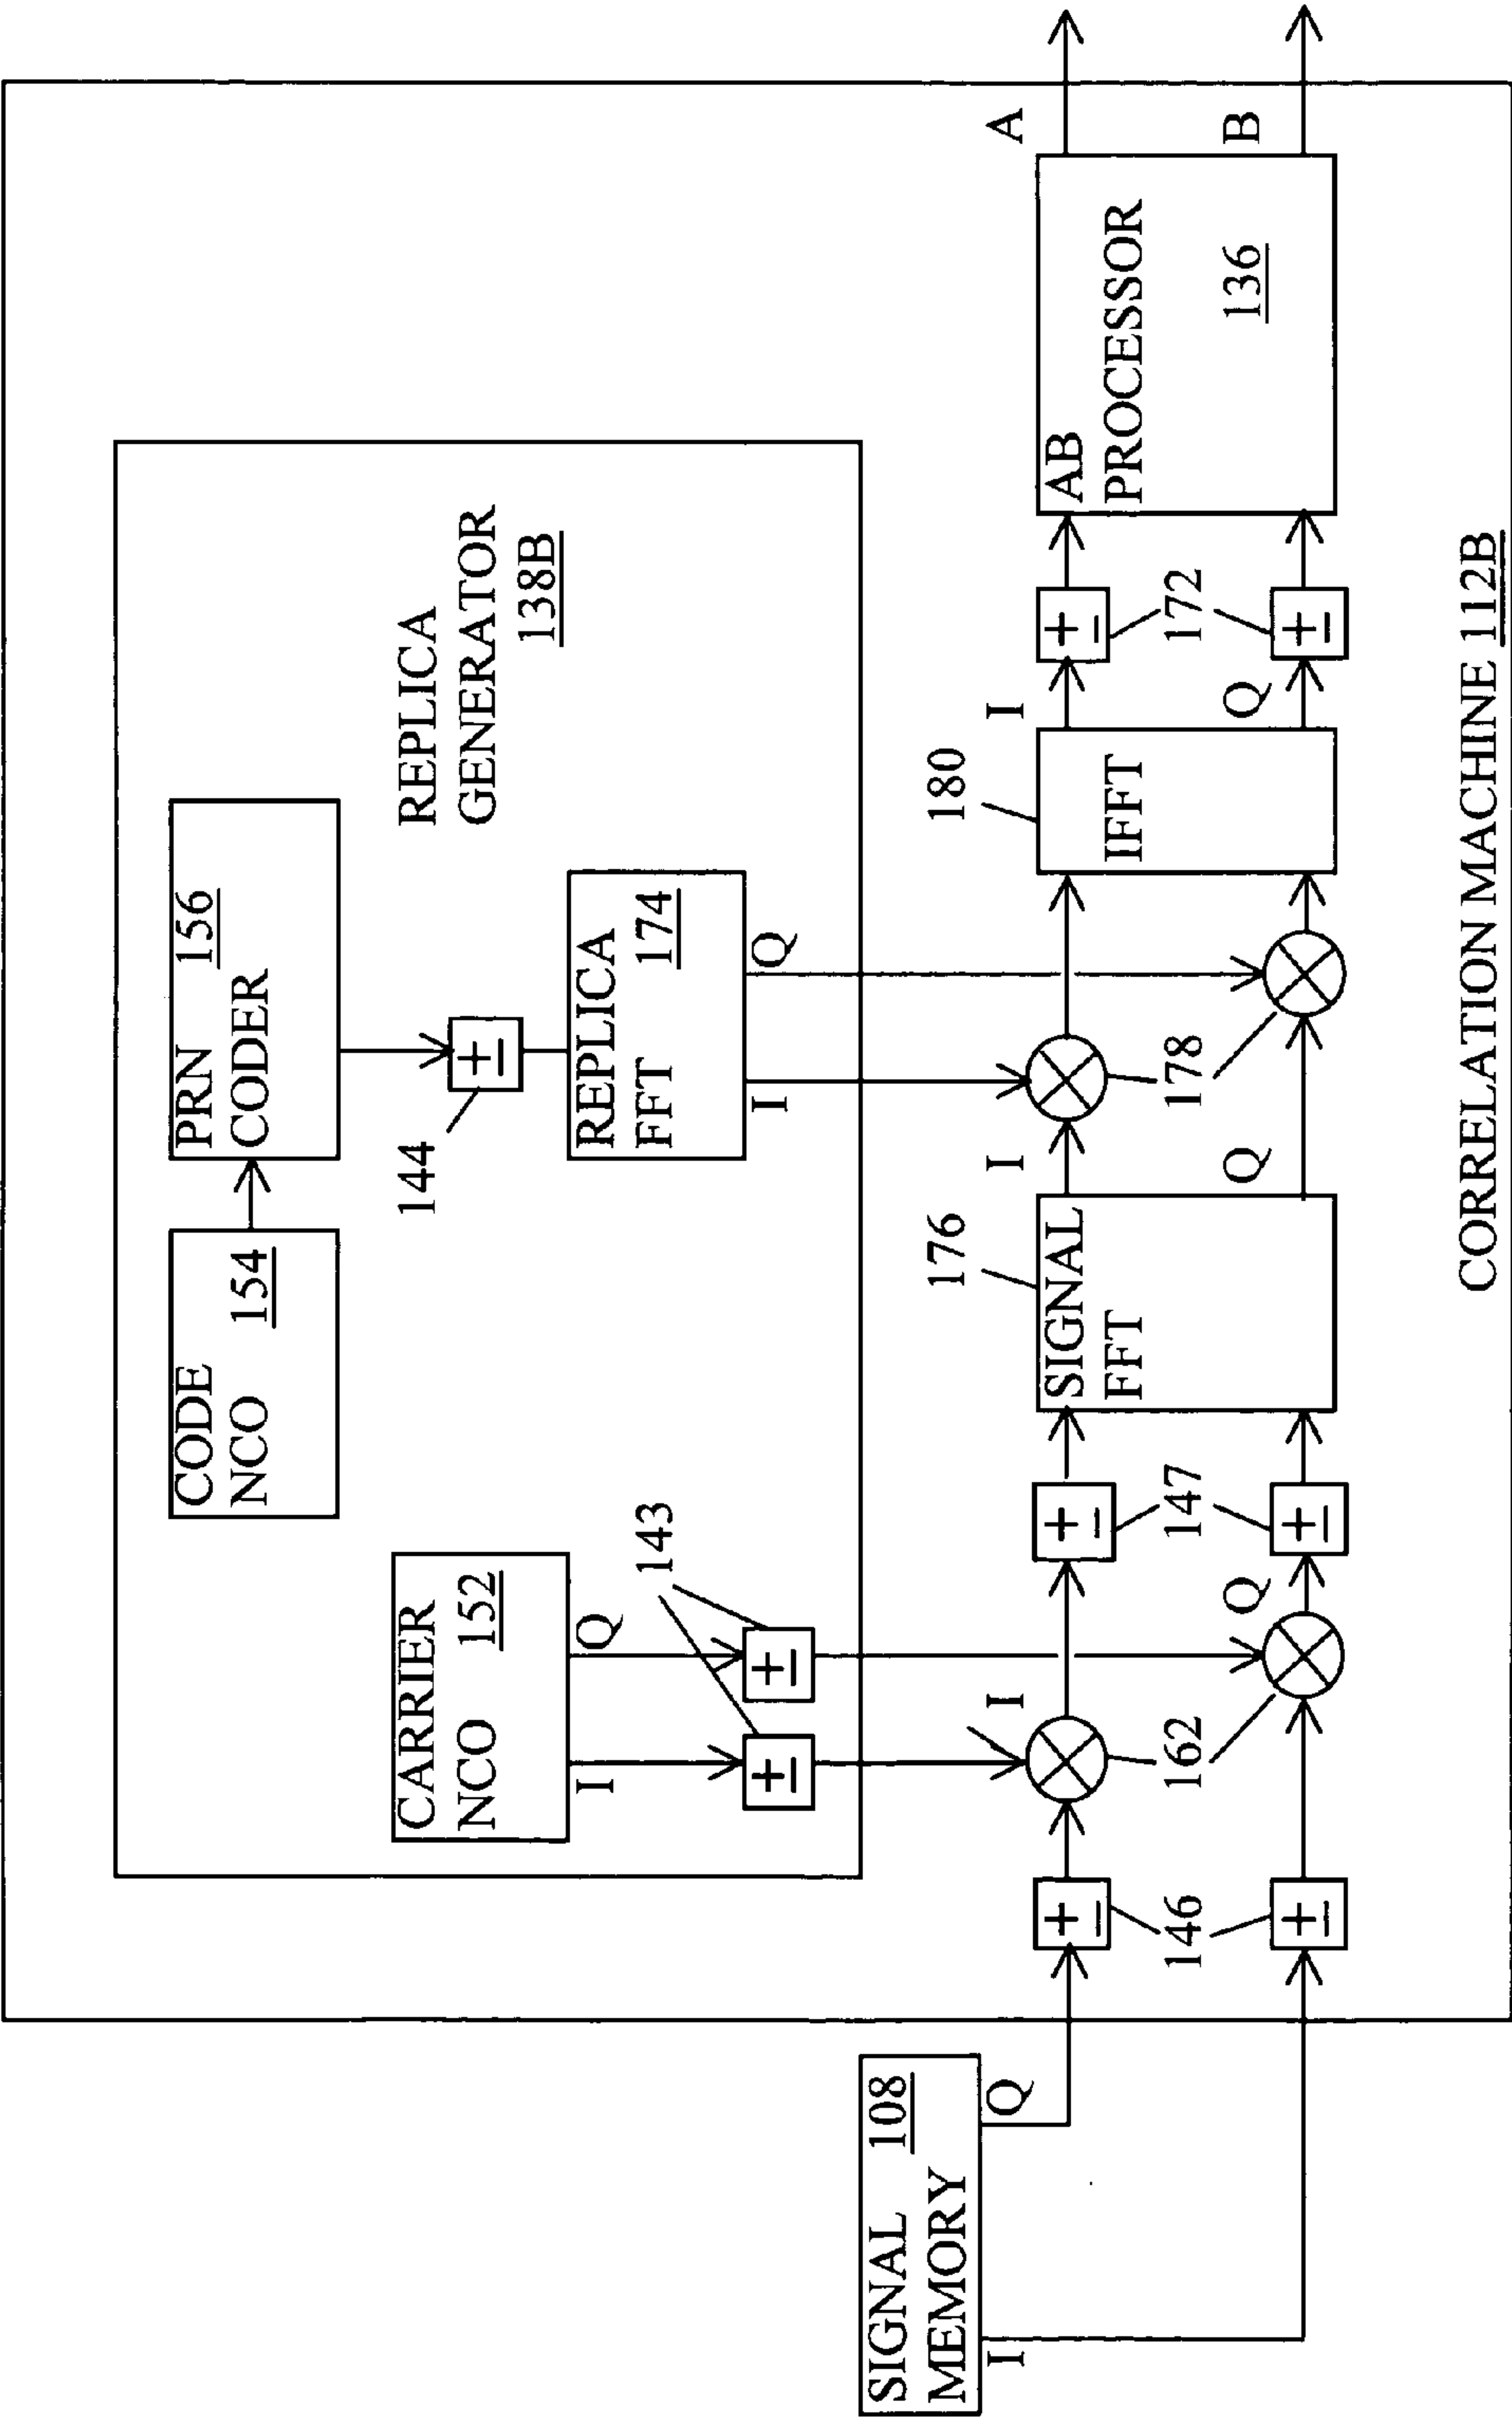 CODE
NCO 154
PRN 156
CODER
144
CARRIER
NCO 152
I
Q
143
REPLICA
FFT 174
I
Q
REPLICA
GENERATOR
138B
SIGNAL 108
MEMORY
I
Q
±
±
±
±
±
±
±
±
±
146
162
I
Q
147
176
SIGNAL
FFT
I
Q
178
180
IFFT
I
Q
172
AB
PROCESSOR
136
A
B
CORRELATION MACHINE 112B